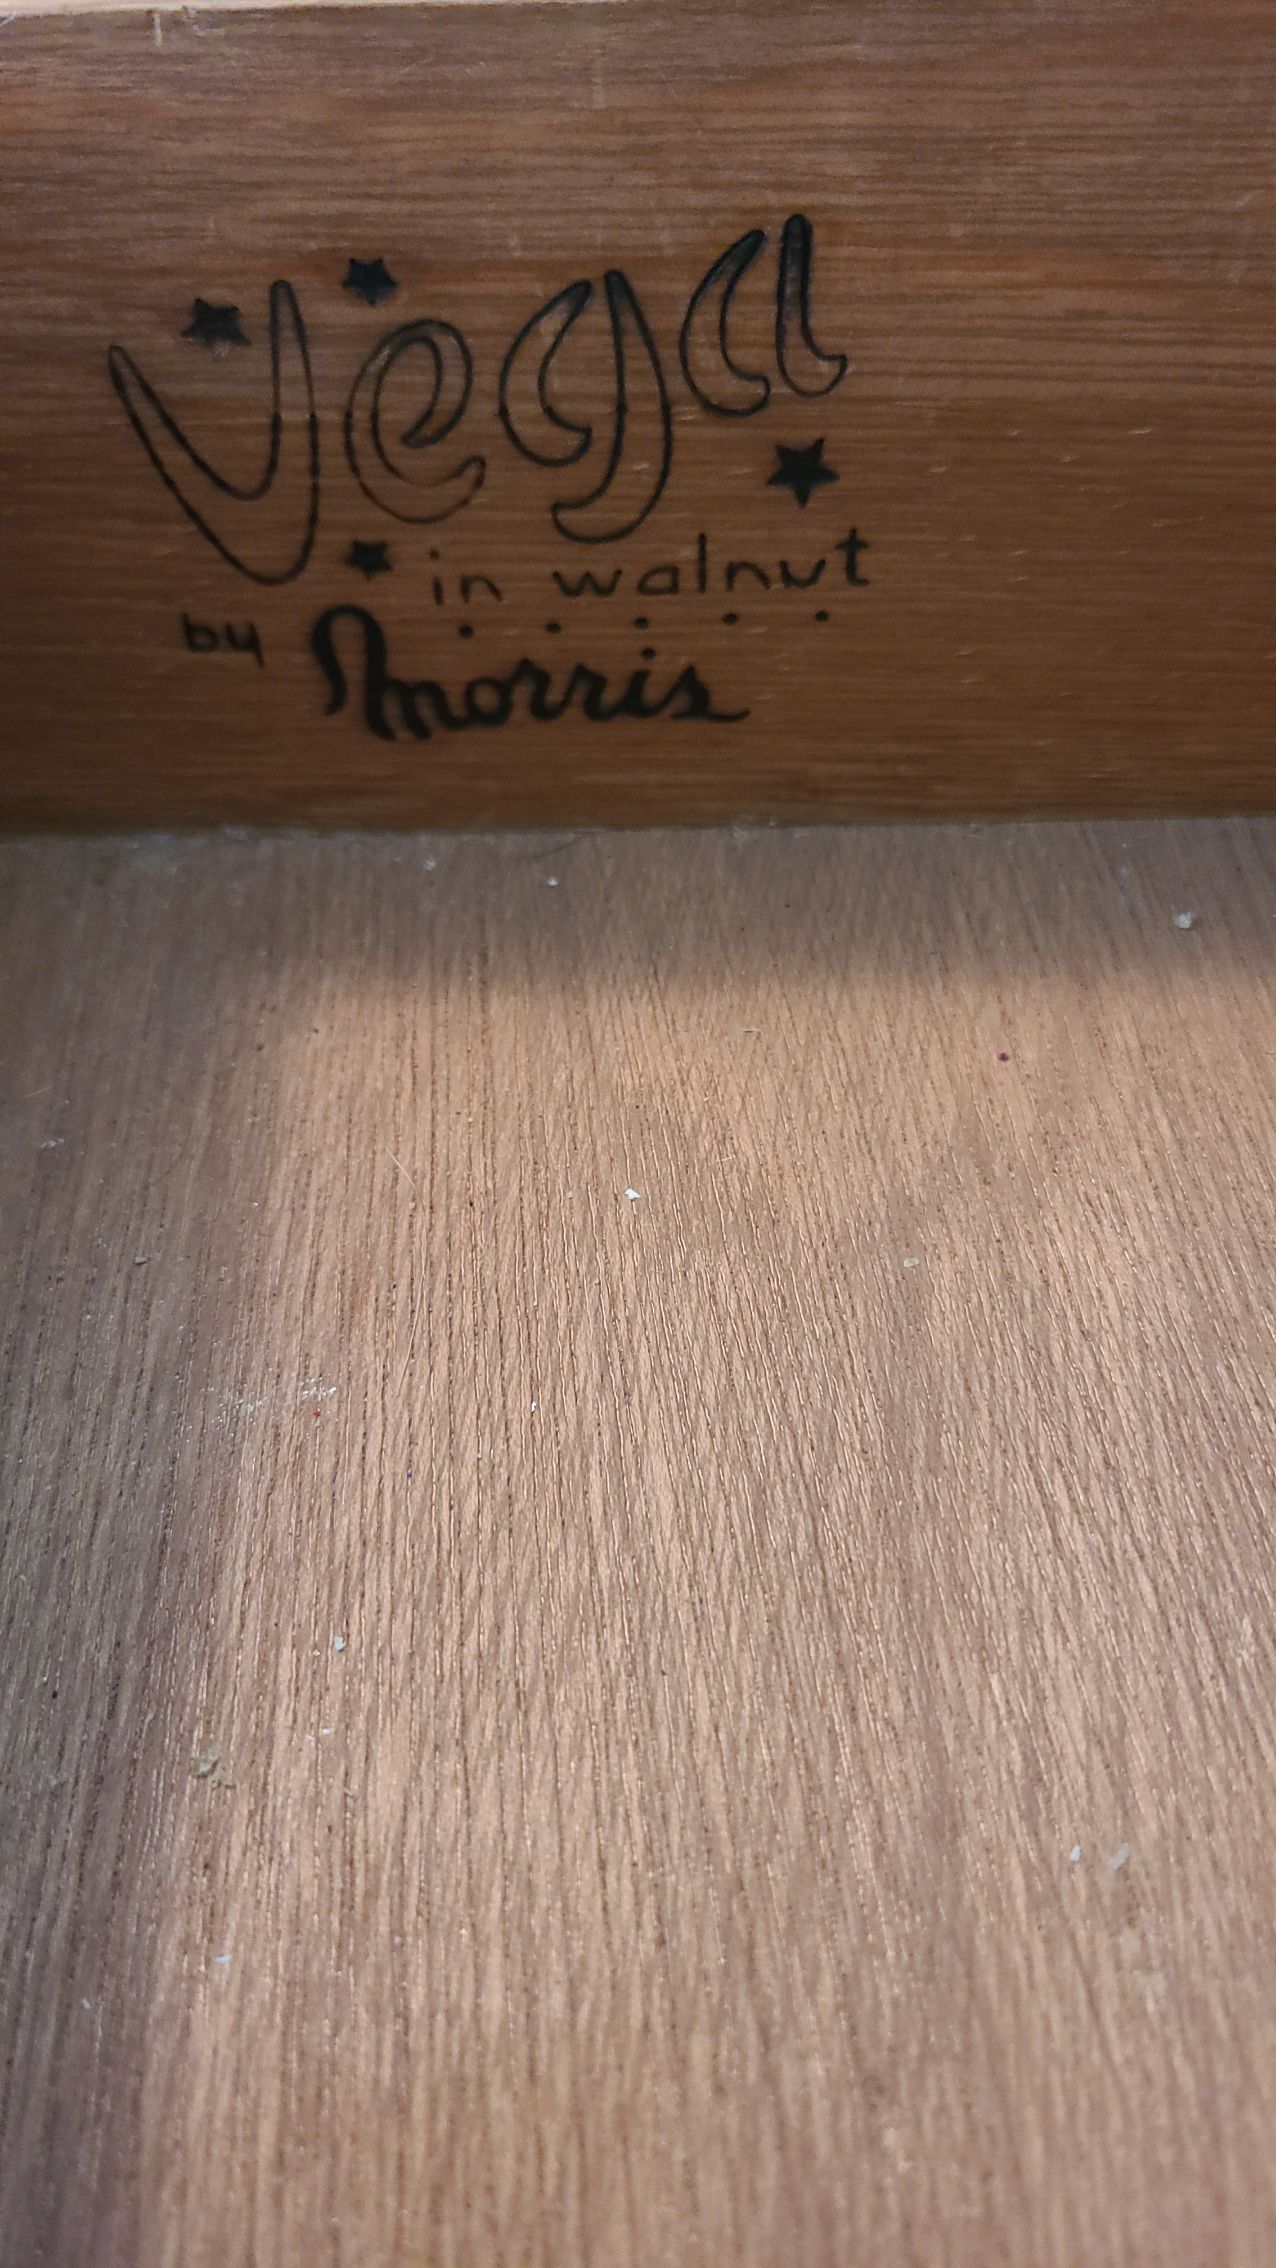 Vega
in walnut
by Morris